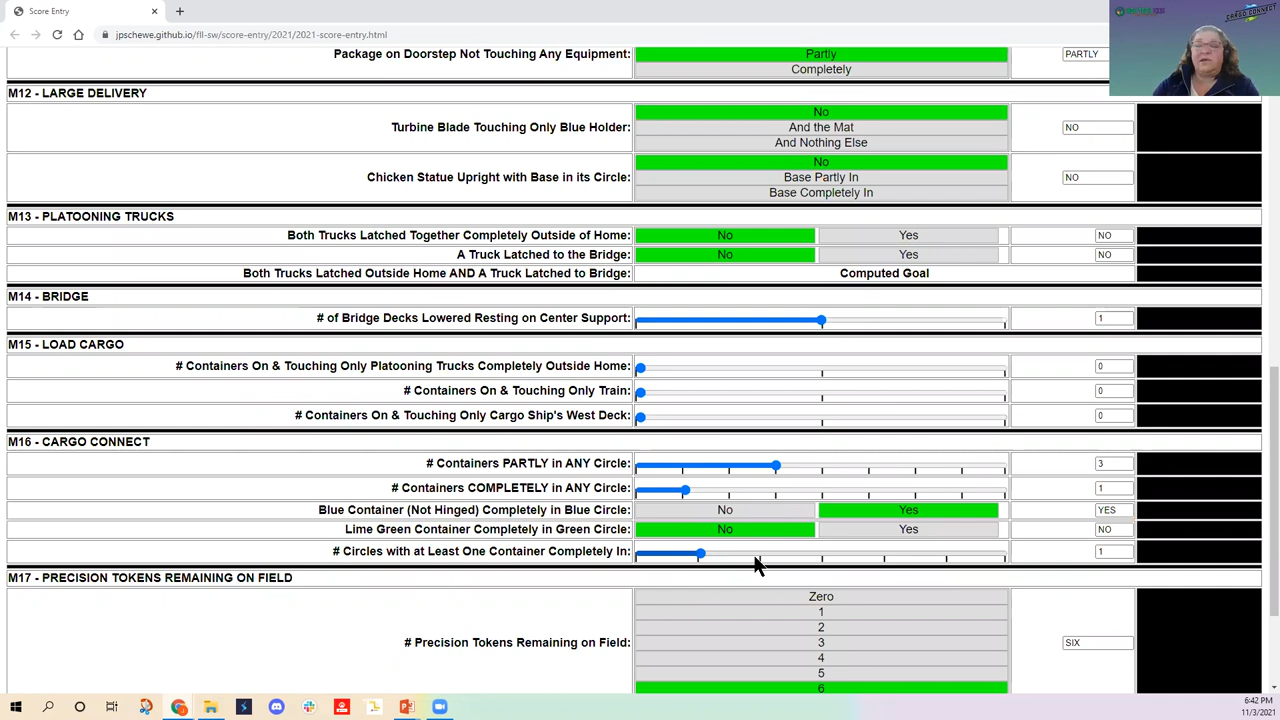 Score Entry
jpschewe.github.io/fll-sw/score-entry/2021/2021-score-entry.html
CARGO CONNECT
Package on Doorstep Not Touching Any Equipment: Partly PARTLY
Completely
M12 - LARGE DELIVERY
No
Turbine Blade Touching Only Blue Holder: And the Mat NO
And Nothing Else
No
Chicken Statue Upright with Base in its Circle: Base Partly In NO
Base Completely In
M13 - PLATOONING TRUCKS
Both Trucks Latched Together Completely Outside of Home: No Yes NO
A Truck Latched to the Bridge: No Yes NO
Both Trucks Latched Outside Home AND A Truck Latched to Bridge: Computed Goal
M14 - BRIDGE
# of Bridge Decks Lowered Resting on Center Support: 1
M15 - LOAD CARGO
# Containers On & Touching Only Platooning Trucks Completely Outside Home: 0
# Containers On & Touching Only Train: 0
# Containers On & Touching Only Cargo Ship's West Deck: 0
M16 - CARGO CONNECT
# Containers PARTLY in ANY Circle: 3
# Containers COMPLETELY in ANY Circle: 1
Blue Container (Not Hinged) Completely in Blue Circle: No Yes YES
Lime Green Container Completely in Green Circle: No Yes NO
# Circles with at Least One Container Completely In: 1
M17 - PRECISION TOKENS REMAINING ON FIELD
Zero
1
2
# Precision Tokens Remaining on Field: 3 SIX
4
5
6
6:42 PM
11/3/2021